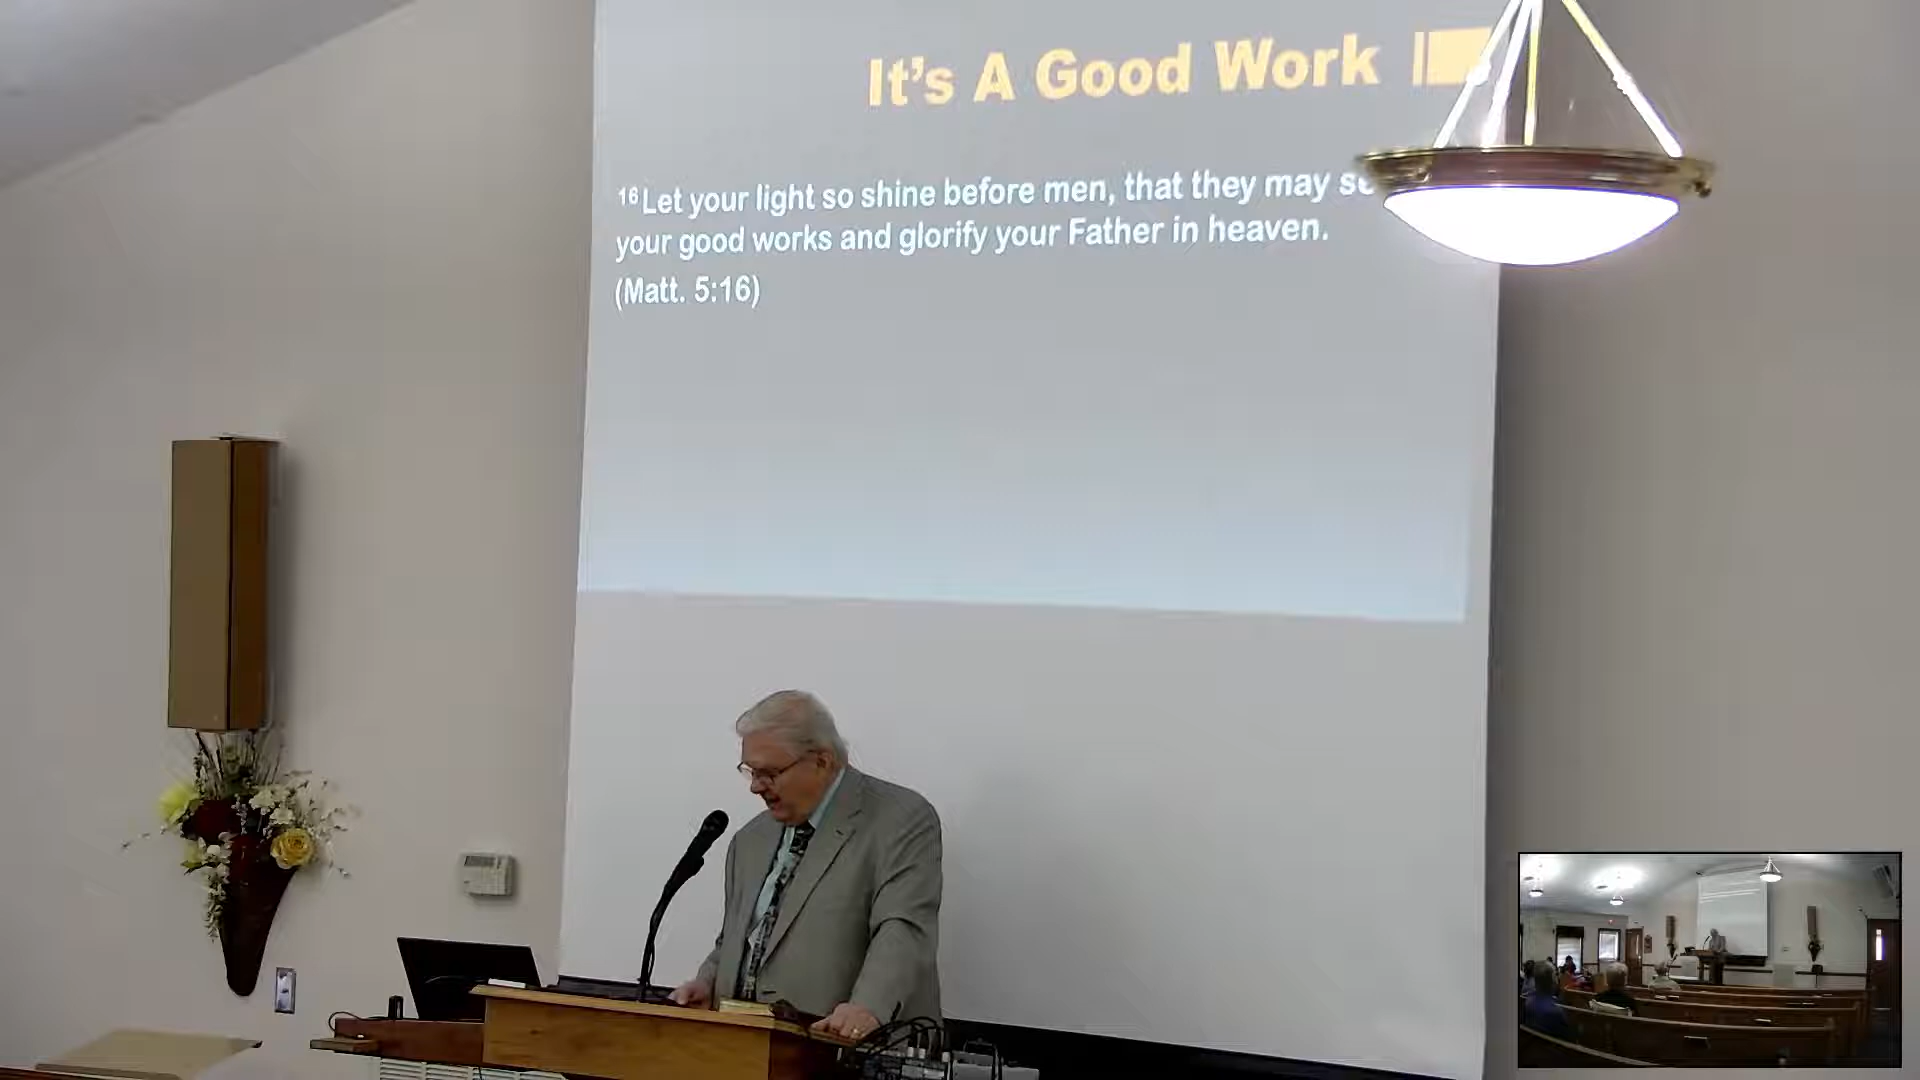 It's A Good Work
16 Let your light so shine before men, that they may
your good works and glorify your Father in heaven.
(Matt. 5:16)